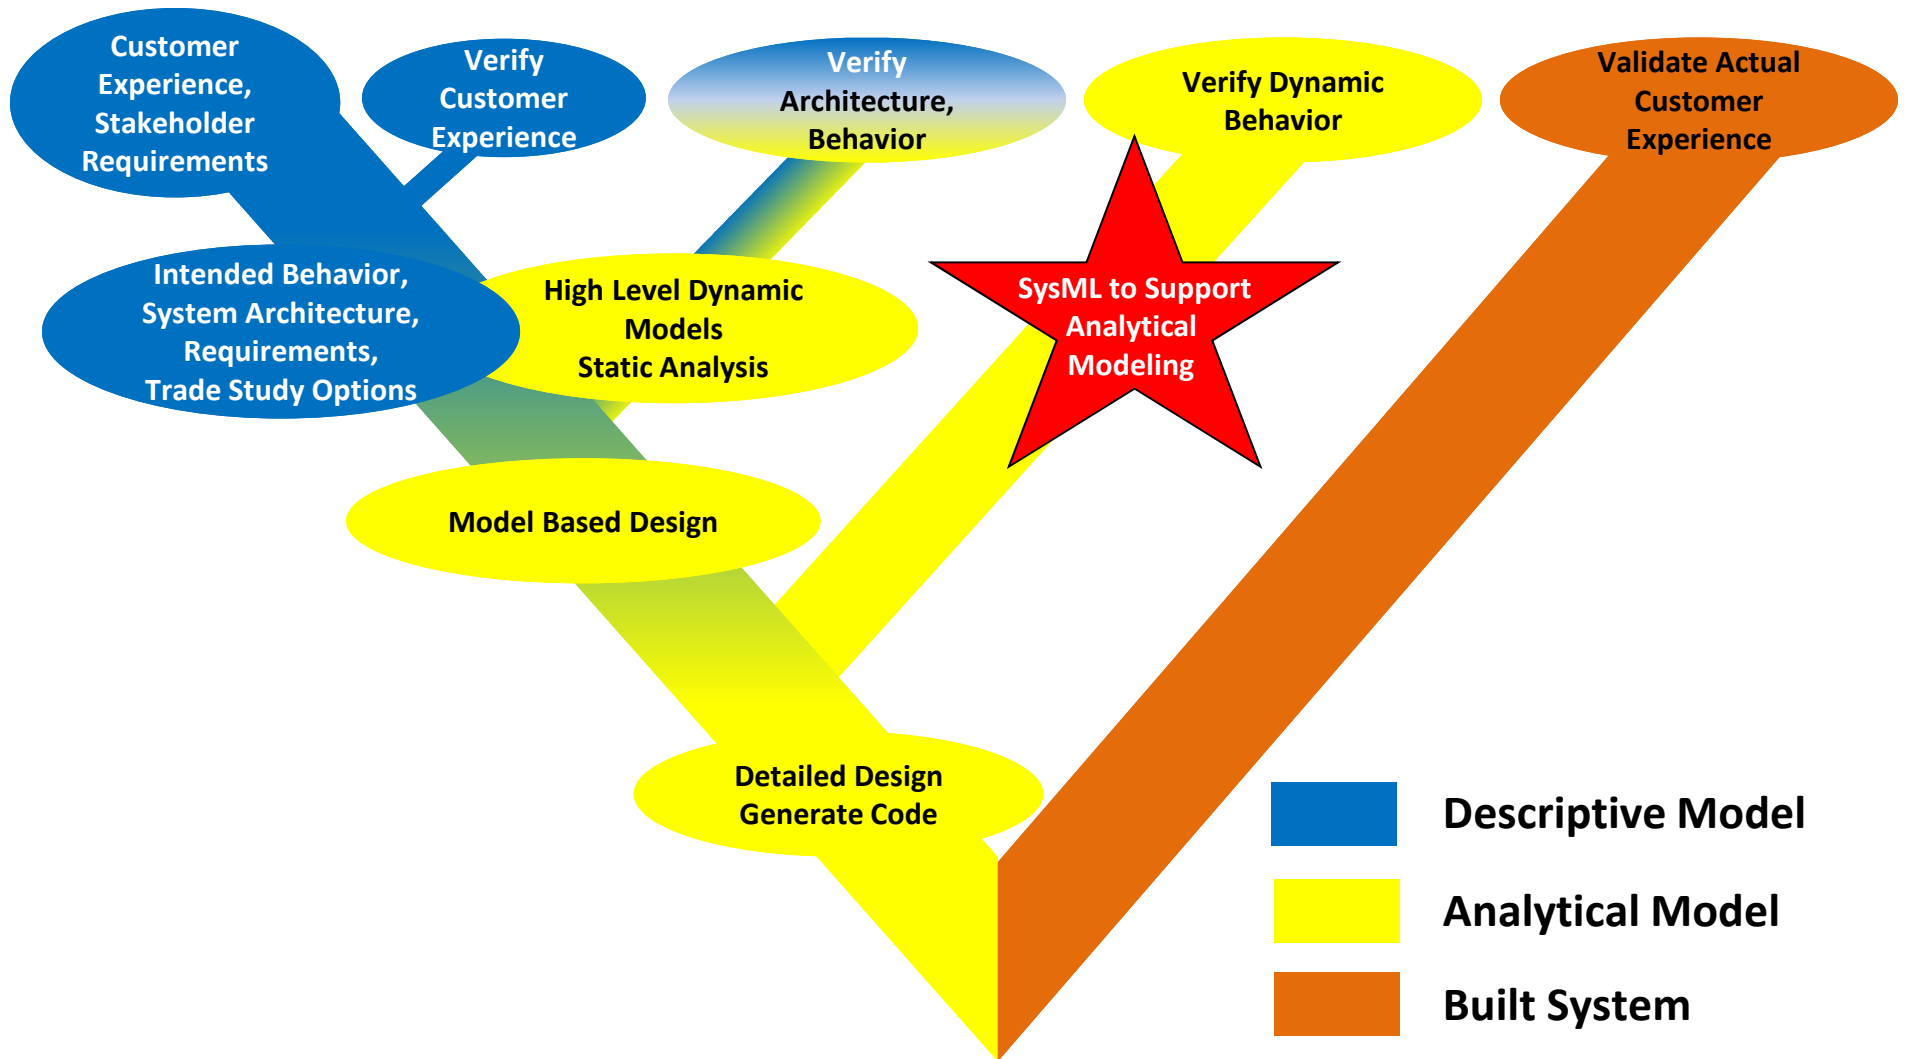 Customer
Experience,
Stakeholder
Requirements
Verify
Customer
Experience
Verify
Architecture,
Behavior
Verify Dynamic
Behavior
Validate Actual
Customer
Experience
Intended Behavior,
System Architecture,
Requirements,
Trade Study Options
High Level Dynamic
Models
Static Analysis
SysML to Support
Analytical
Modeling
Model Based Design
Detailed Design
Generate Code
Descriptive Model
Analytical Model
Built System